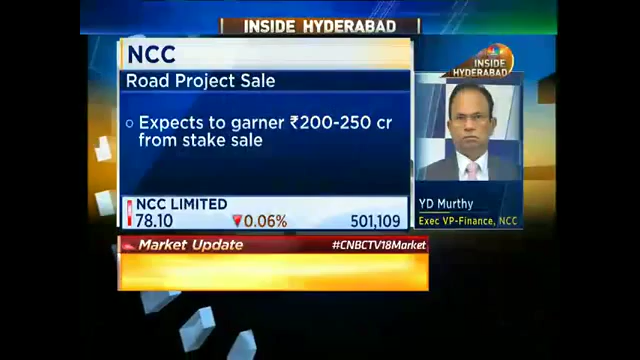 INSIDE HYDERABAD
NCC
Road Project Sale
Expects to garner ₹200-250 cr
from stake sale
NCC LIMITED
78.10 0.06% 501,109
INSIDE
HYDERABAD
YD Murthy
Exec VP-Finance, NCC
Market Update #CNBCTV18Market